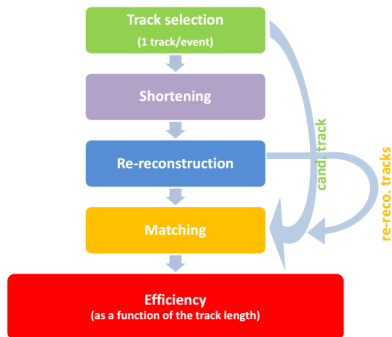 Track selection
(1 track/event)
Shortening
Re-reconstruction
Matching
Efficiency
(as a function of the track length)
cand. track
re-reco. tracks